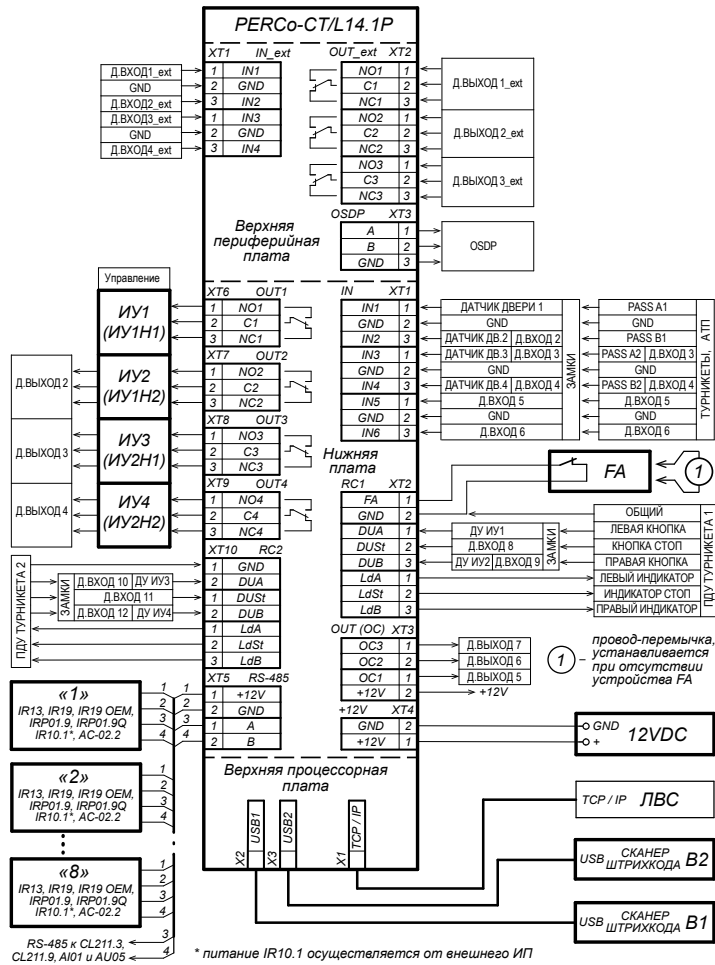 PERCo-CT/L14.1P
XT1 IN_ext
1 IN1
2 GND
3 IN2
1 IN3
2 GND
3 IN4
Д.ВХОД1_ext
GND
Д.ВХОД2_ext
Д.ВХОД3_ext
GND
Д.ВХОД4_ext
OUT_ext XT2
NO1 1
C1 2
NC1 3
NO2 1
C2 2
NC2 3
NO3 1
C3 2
NC3 3
Д.ВЫХОД 1_ext
Д.ВЫХОД 2_ext
Д.ВЫХОД 3_ext
OSDP XT3
A 1
B 2
GND 3
OSDP
Верхняя
периферийная
плата
Управление
ИУ1
(ИУ1Н1)
ИУ2
(ИУ1Н2)
ИУ3
(ИУ2Н1)
ИУ4
(ИУ2Н2)
Д.ВЫХОД 2
Д.ВЫХОД 3
Д.ВЫХОД 4
XT6 OUT1
1 NO1
2 C1
3 NC1
XT7 OUT2
1 NO2
2 C2
3 NC2
XT8 OUT3
1 NO3
2 C3
3 NC3
XT9 OUT4
1 NO4
2 C4
3 NC4
IN XT1
IN1 1
GND 2
IN2 3
IN3 1
GND 2
IN4 3
IN5 1
GND 2
IN6 3
ДАТЧИК ДВЕРИ 1
GND
ДАТЧИК ДВ.2 Д.ВХОД 2
ДАТЧИК ДВ.3 Д.ВХОД 3
GND
ДАТЧИК ДВ.4 Д.ВХОД 4
Д.ВХОД 5
GND
Д.ВХОД 6
ЗАМКИ
PASS A1
GND
PASS B1
PASS A2 Д.ВХОД 3
GND
PASS B2 Д.ВХОД 4
Д.ВХОД 5
GND
Д.ВХОД 6
ТУРНИКЕТЫ, АТП
Нижняя
плата
FA
1
RC1 XT2
FA 1
GND 2
DUA 1
DUSt 2
DUB 3
LdA 1
LdSt 2
LdB 3
ДУ ИУ1
Д.ВХОД 8
ДУ ИУ2 Д.ВХОД 9
ЗАМКИ
ОБЩИЙ
ЛЕВАЯ КНОПКА
КНОПКА СТОП
ПРАВАЯ КНОПКА
ЛЕВЫЙ ИНДИКАТОР
ИНДИКАТОР СТОП
ПРАВЫЙ ИНДИКАТОР
ПДУ ТУРНИКЕТА 1
XT10 RC2
1 GND
2 DUA
1 DUSt
2 DUB
1 LdA
2 LdSt
3 LdB
ПДУ ТУРНИКЕТА 2
ЗАМКИ
Д.ВХОД 10 ДУ ИУ3
Д.ВХОД 11
Д.ВХОД 12 ДУ ИУ4
OUT (OC) XT3
OC3 1
OC2 2
OC1 1
+12V 2
Д.ВЫХОД 7
Д.ВЫХОД 6
Д.ВЫХОД 5
+12V
1 – провод-перемычка,
устанавливается
при отсутствии
устройства FA
XT5 RS-485
1 +12V
2 GND
1 A
2 B
+12V XT4
GND 2
+12V 1
GND
+
12VDC
«1»
IR13, IR19, IR19 OEM,
IRP01.9, IRP01.9Q
IR10.1*, AC-02.2
1
2
3
4
1
2
3
4
«2»
IR13, IR19, IR19 OEM,
IRP01.9, IRP01.9Q
IR10.1*, AC-02.2
1
2
3
4
«8»
IR13, IR19, IR19 OEM,
IRP01.9, IRP01.9Q
IR10.1*, AC-02.2
1
2
3
4
3
4
RS-485 к CL211.3,
CL211.9, AI01 и AU05
Верхняя процессорная
плата
X2 USB1
X3 USB2
X1 TCP / IP
TCP / IP ЛВС
USB СКАНЕР ШТРИХКОДА B2
USB СКАНЕР ШТРИХКОДА B1
* питание IR10.1 осуществляется от внешнего ИП